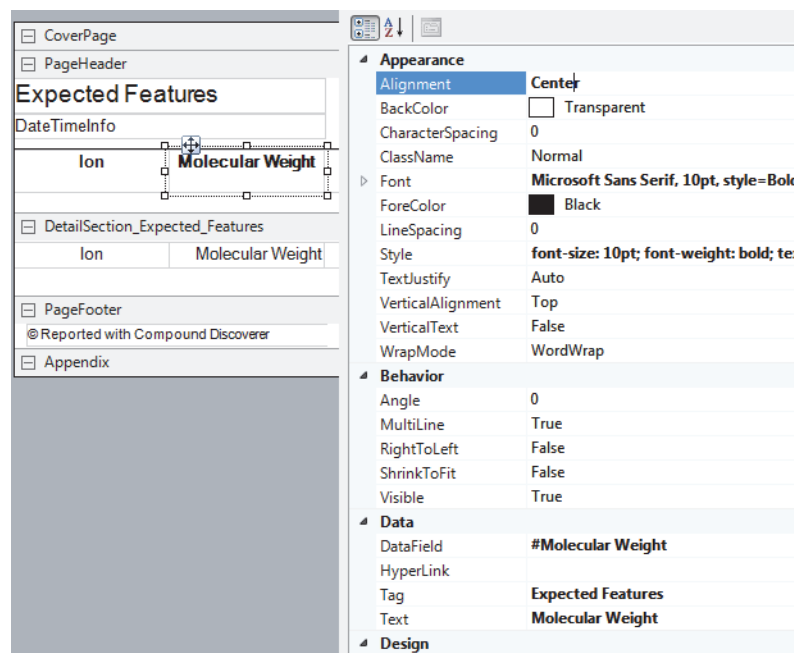 CoverPage
PageHeader
Expected Features
DateTimeInfo
Ion Molecular Weight
DetailSection_Expected_Features
Ion Molecular Weight
PageFooter
© Reported with Compound Discoverer
Appendix
A
Z
Appearance
Alignment Center
BackColor Transparent
CharacterSpacing 0
ClassName Normal
Font Microsoft Sans Serif, 10pt, style=Bold
ForeColor Black
LineSpacing 0
Style font-size: 10pt; font-weight: bold; te
TextJustify Auto
VerticalAlignment Top
VerticalText False
WrapMode WordWrap
Behavior
Angle 0
MultiLine True
RightToLeft False
ShrinkToFit False
Visible True
Data
DataField #Molecular Weight
HyperLink
Tag Expected Features
Text Molecular Weight
Design